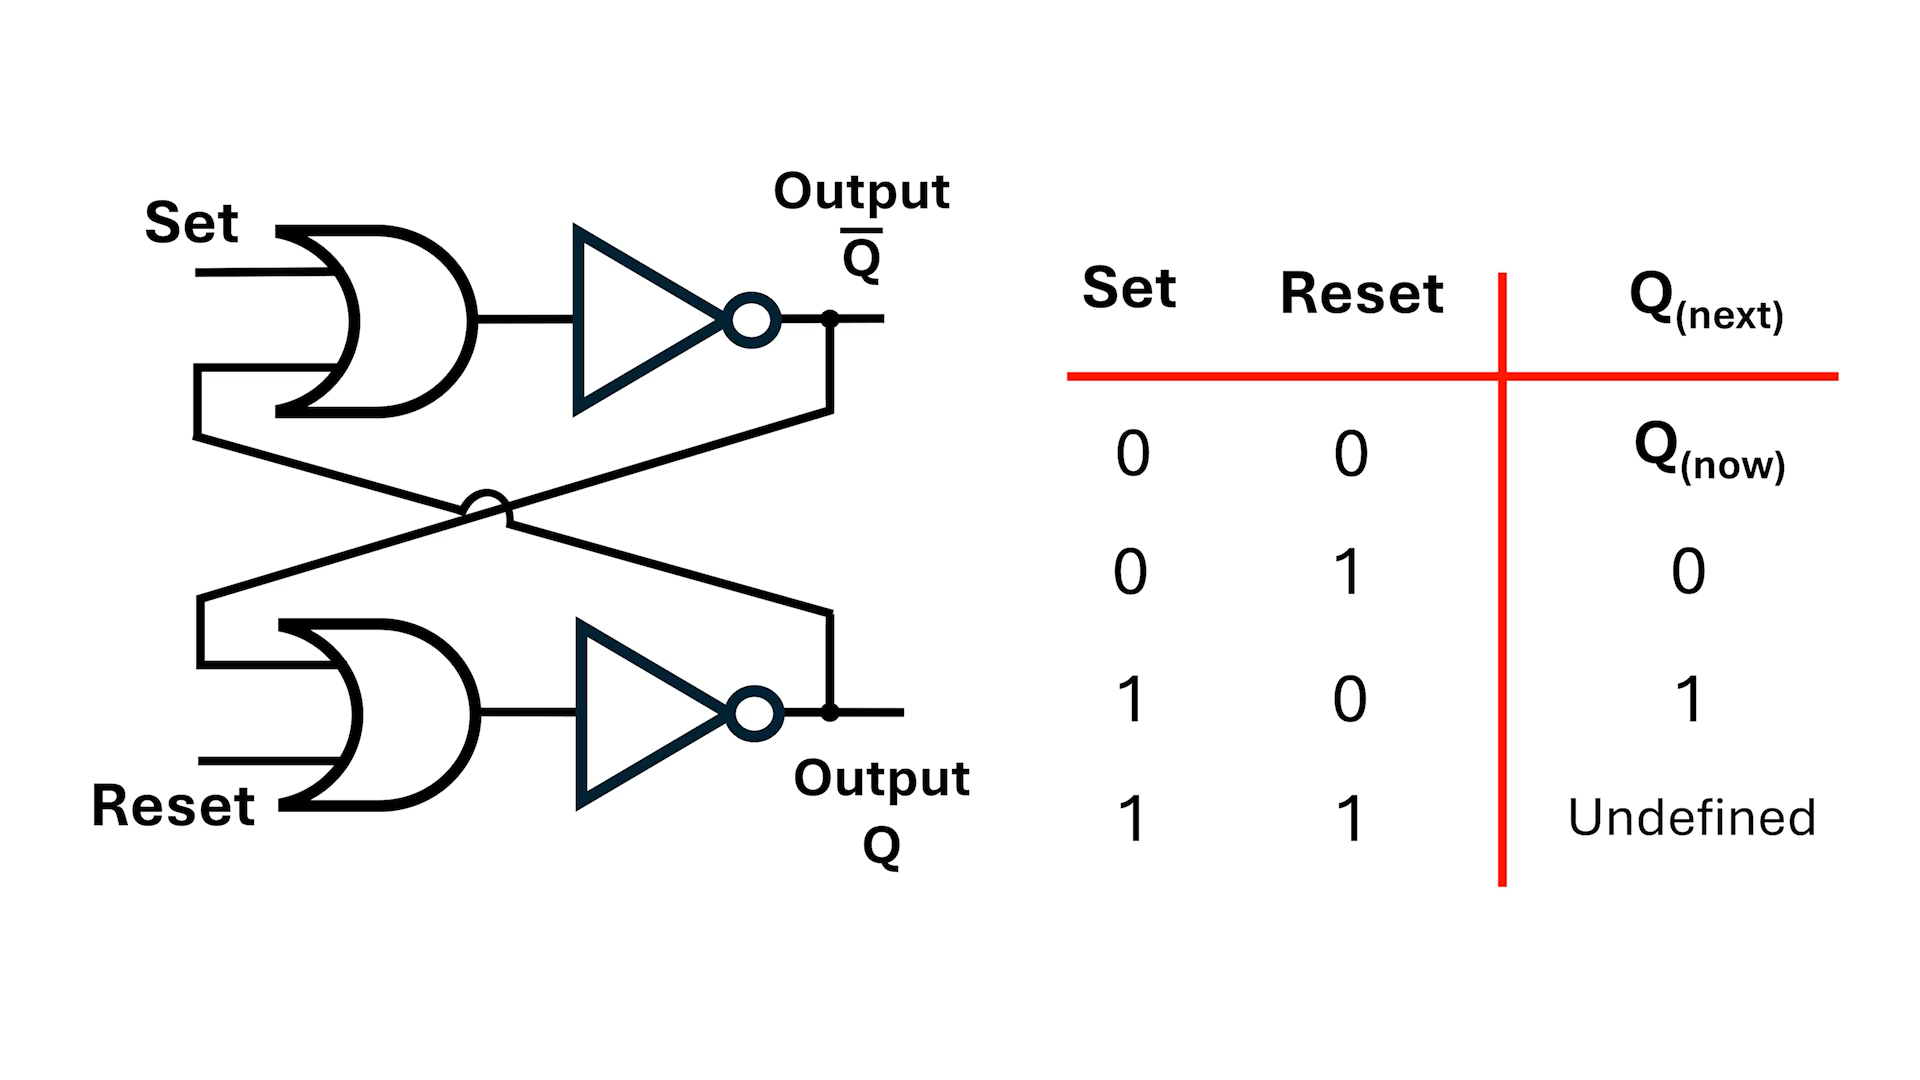 Set
Output
Q̅
Output
Q
Reset
Set Reset Q(next)
0 0 Q(now)
0 1 0
1 0 1
1 1 Undefined